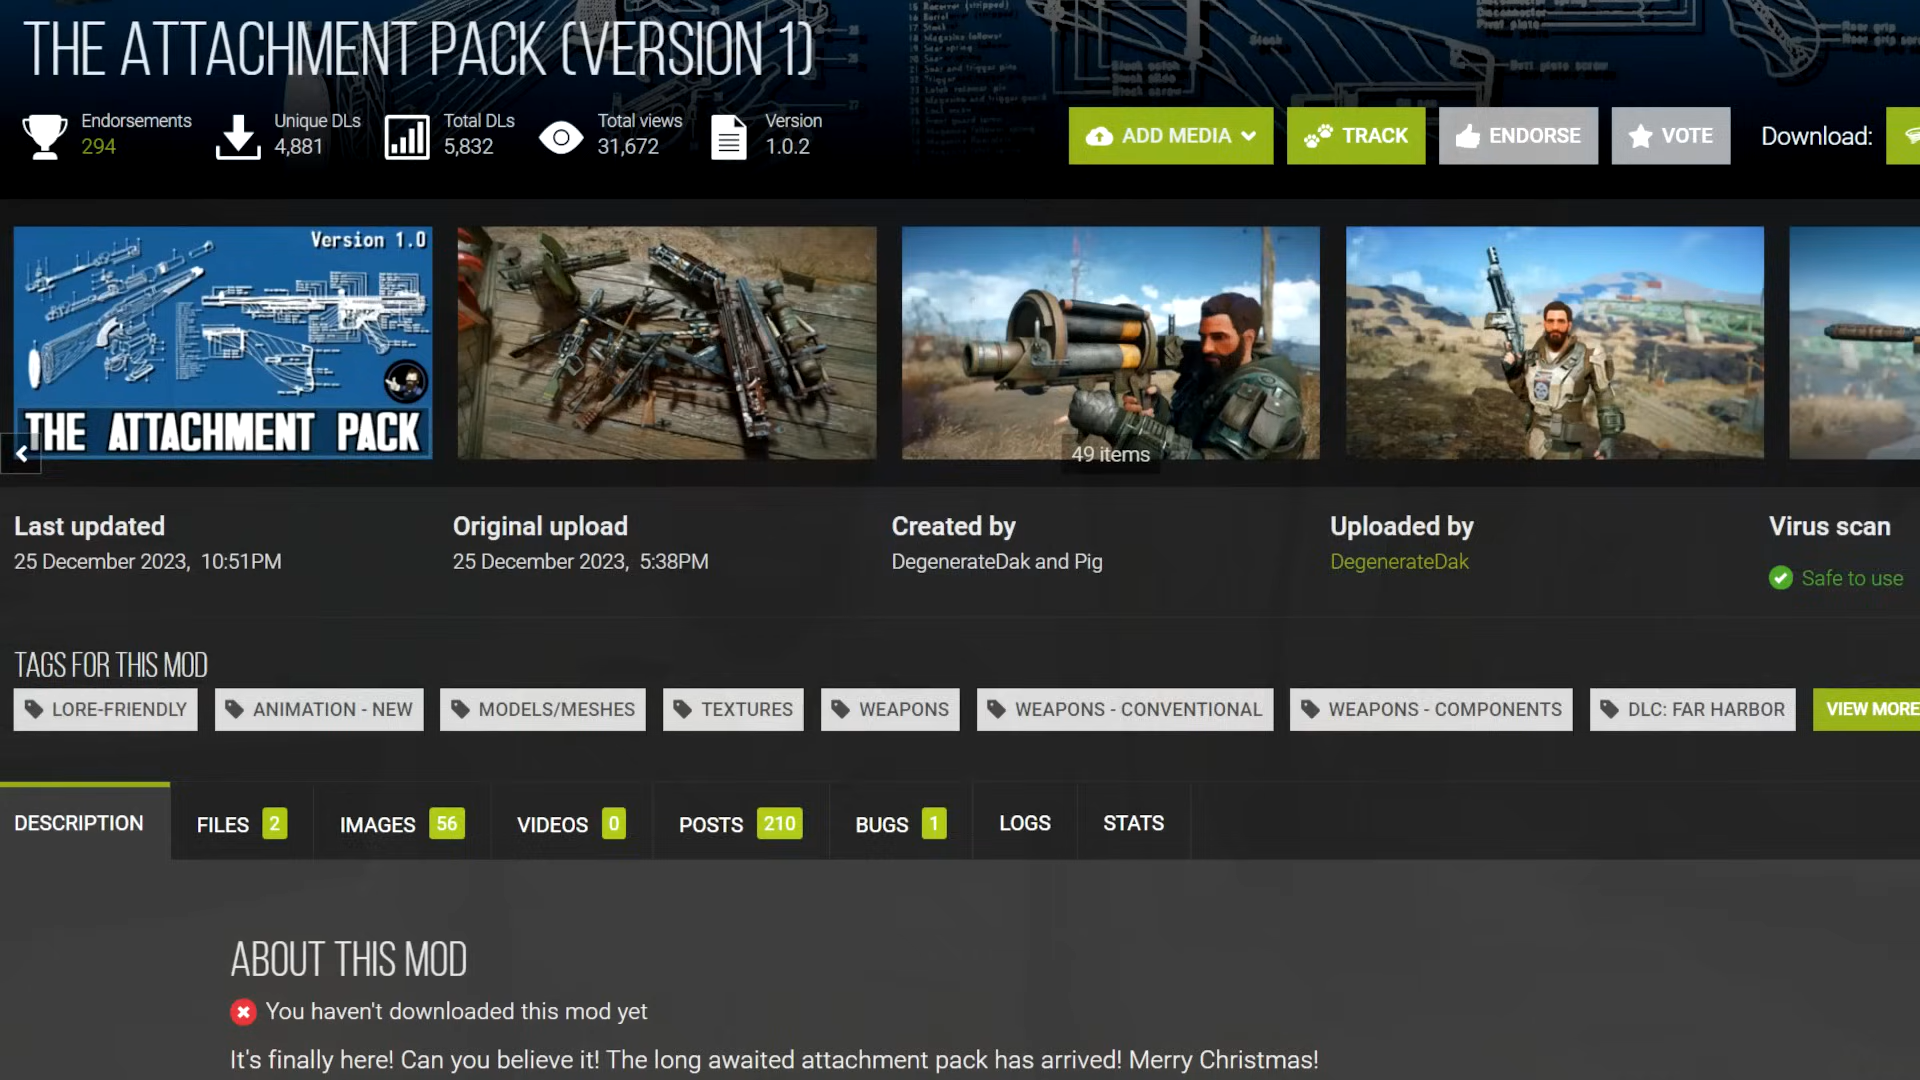 THE ATTACHMENT PACK (VERSION 1)
Endorsements
294
Unique DLs
4,881
Total DLs
5,832
Total views
31,672
Version
1.0.2
ADD MEDIA
TRACK
ENDORSE
VOTE
Download:
Version 1.0
THE ATTACHMENT PACK
49 items
Last updated
25 December 2023, 10:51PM
Original upload
25 December 2023, 5:38PM
Created by
DegenerateDak and Pig
Uploaded by
DegenerateDak
Virus scan
Safe to use
TAGS FOR THIS MOD
LORE-FRIENDLY
ANIMATION - NEW
MODELS/MESHES
TEXTURES
WEAPONS
WEAPONS - CONVENTIONAL
WEAPONS - COMPONENTS
DLC: FAR HARBOR
VIEW MORE
DESCRIPTION
FILES 2
IMAGES 56
VIDEOS 0
POSTS 210
BUGS 1
LOGS
STATS
ABOUT THIS MOD
You haven't downloaded this mod yet
It's finally here! Can you believe it! The long awaited attachment pack has arrived! Merry Christmas!